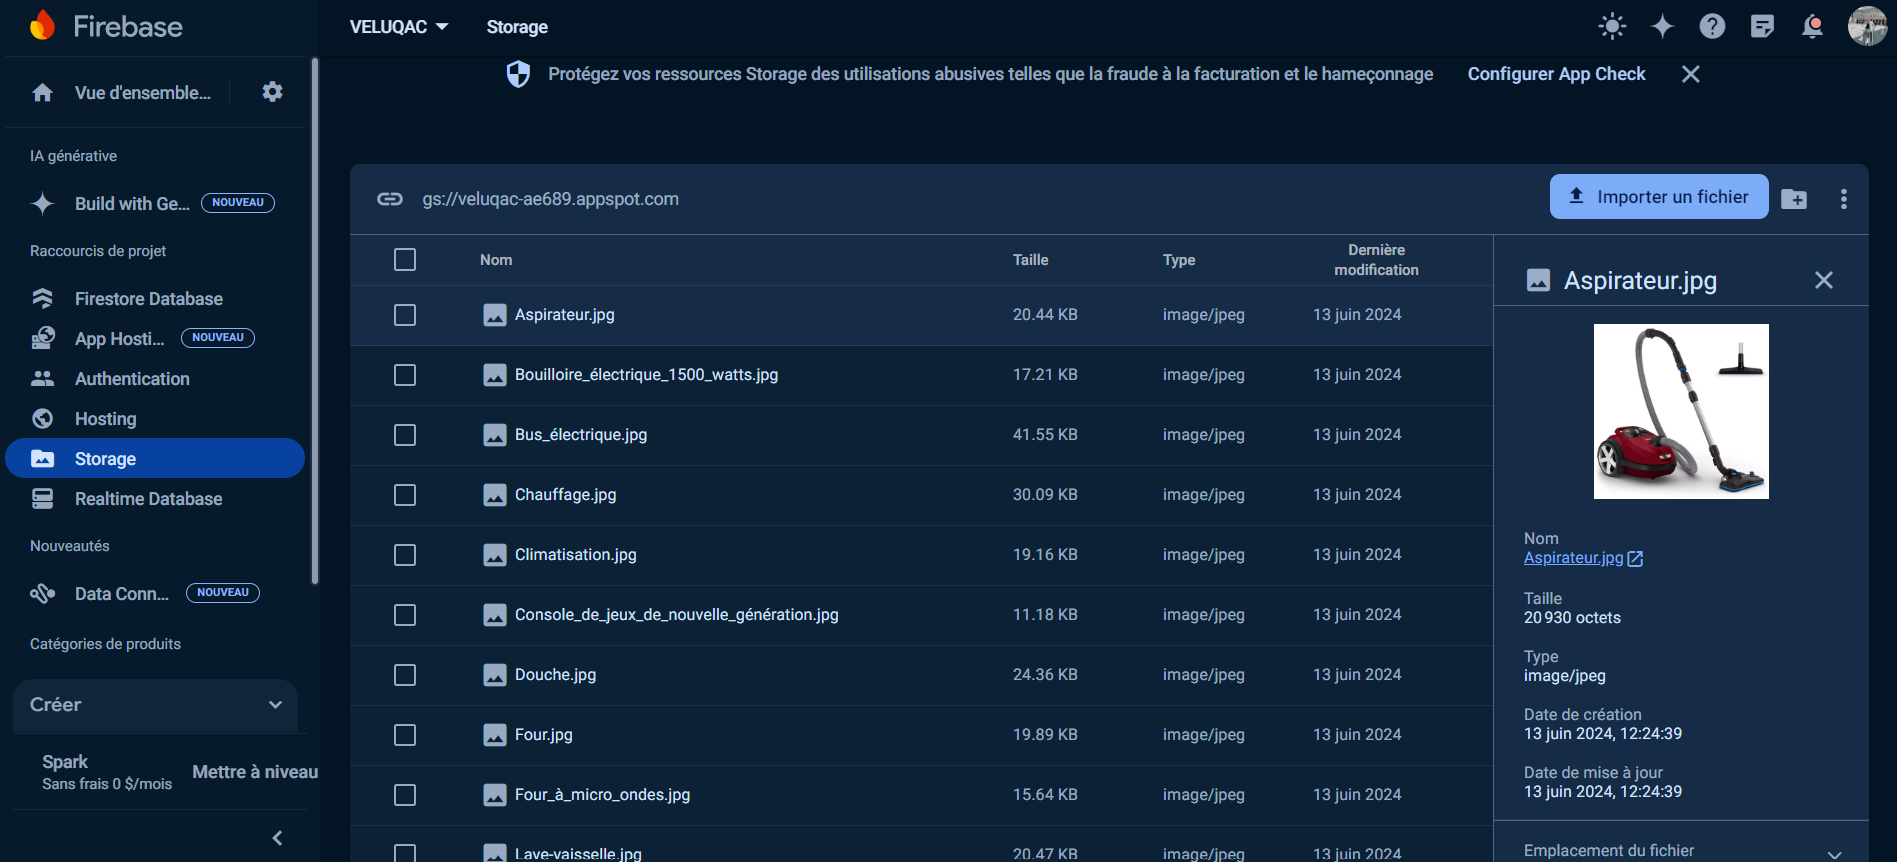 Firebase
VELUQAC
Storage
Protégez vos ressources Storage des utilisations abusives telles que la fraude à la facturation et le hameçonnage
Configurer App Check
Vue d'ensemble...
IA générative
Build with Ge...
NOUVEAU
Raccourcis de projet
Firestore Database
App Hosti...
NOUVEAU
Authentication
Hosting
Storage
Realtime Database
Nouveautés
Data Conn...
NOUVEAU
Catégories de produits
Créer
Spark
Sans frais 0 $/mois
Mettre à niveau
gs://veluqac-ae689.appspot.com
Importer un fichier
Nom Taille Type Dernière modification
Aspirateur.jpg 20.44 KB image/jpeg 13 juin 2024
Bouilloire_électrique_1500_watts.jpg 17.21 KB image/jpeg 13 juin 2024
Bus_électrique.jpg 41.55 KB image/jpeg 13 juin 2024
Chauffage.jpg 30.09 KB image/jpeg 13 juin 2024
Climatisation.jpg 19.16 KB image/jpeg 13 juin 2024
Console_de_jeux_de_nouvelle_génération.jpg 11.18 KB image/jpeg 13 juin 2024
Douche.jpg 24.36 KB image/jpeg 13 juin 2024
Four.jpg 19.89 KB image/jpeg 13 juin 2024
Four_à_micro_ondes.jpg 15.64 KB image/jpeg 13 juin 2024
Lave-vaisselle.jpg 20.47 KB image/jpeg 13 juin 2024
Aspirateur.jpg
Nom
Aspirateur.jpg
Taille
20 930 octets
Type
image/jpeg
Date de création
13 juin 2024, 12:24:39
Date de mise à jour
13 juin 2024, 12:24:39
Emplacement du fichier